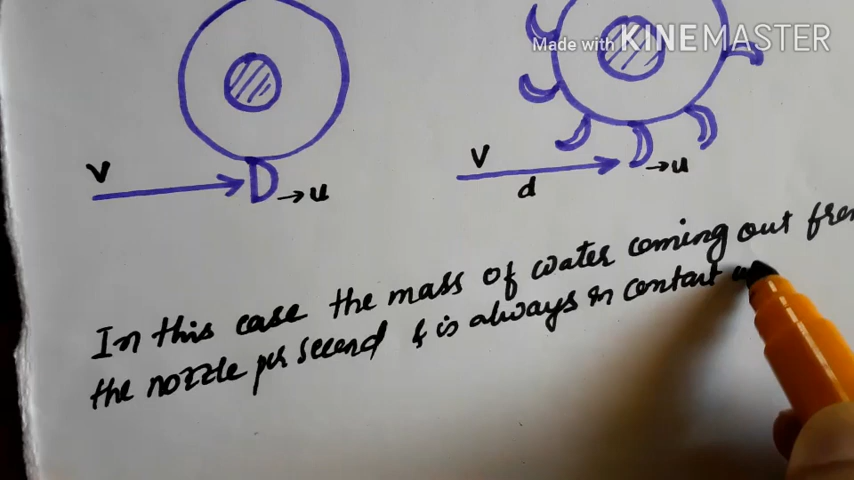 Made with KINEMASTER
V
D → u
V
d
→ u
In this case the mass of water coming out
the nozzle per second & is always in contact